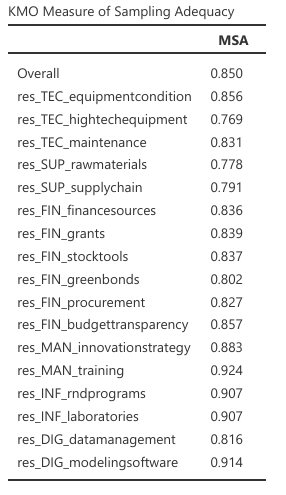 KMO Measure of Sampling Adequacy
MSA
Overall 0.850
res_TEC_equipmentcondition 0.856
res_TEC_hightechequipment 0.769
res_TEC_maintenance 0.831
res_SUP_rawmaterials 0.778
res_SUP_supplychain 0.791
res_FIN_financesources 0.836
res_FIN_grants 0.839
res_FIN_stocktools 0.837
res_FIN_greenbonds 0.802
res_FIN_procurement 0.827
res_FIN_budgettransparency 0.857
res_MAN_innovationstrategy 0.883
res_MAN_training 0.924
res_INF_rndprograms 0.907
res_INF_laboratories 0.907
res_DIG_datamanagement 0.816
res_DIG_modelingsoftware 0.914